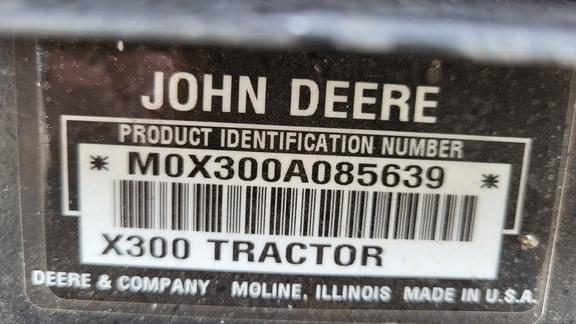 JOHN DEERE
PRODUCT IDENTIFICATION NUMBER
* M0X300A085639 *
X300 TRACTOR
DEERE & COMPANY MOLINE, ILLINOIS MADE IN U.S.A.